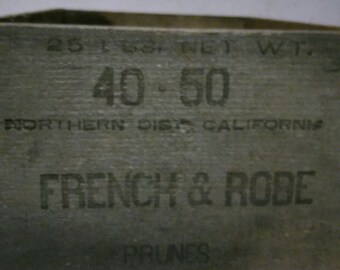 25 LBS. NET WT.
40-50
NORTHERN DIST. CALIFORNIA
FRENCH & ROBE
PRUNES